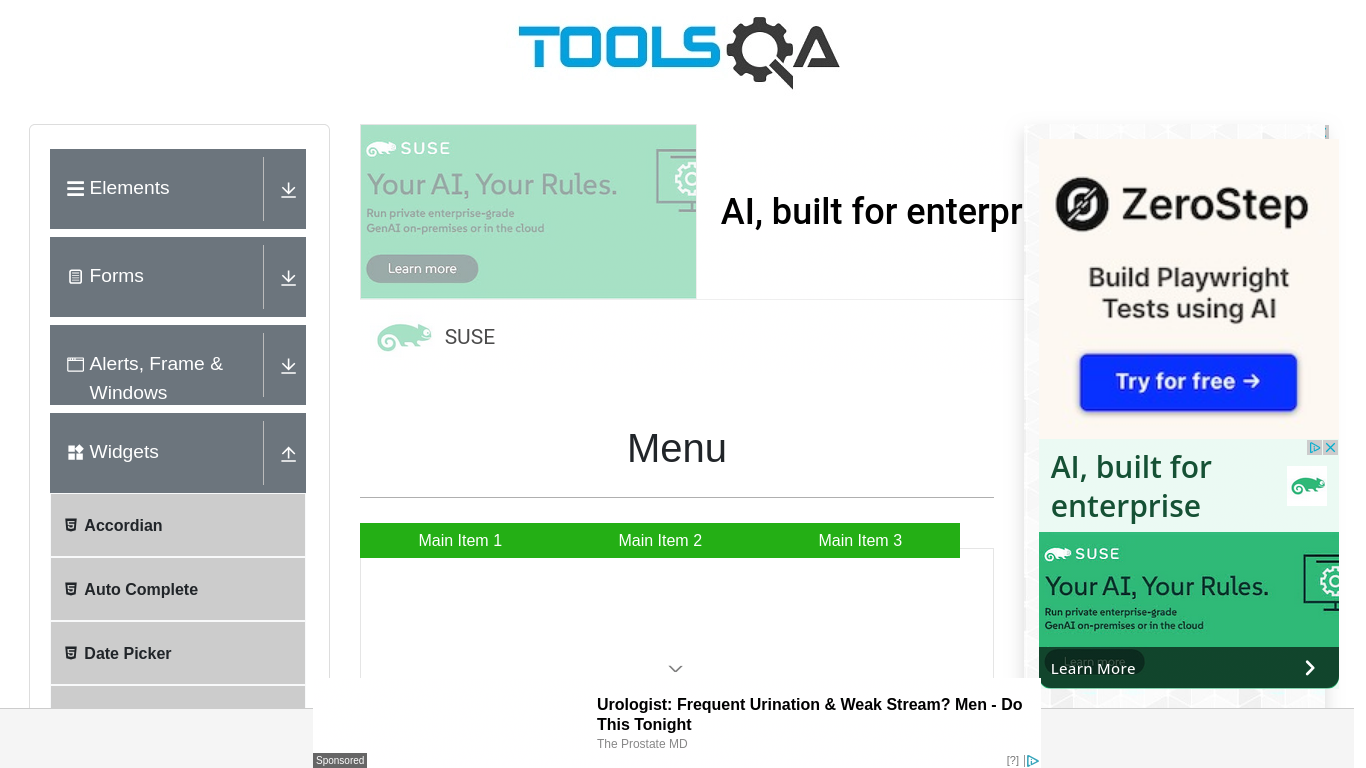 TOOLSQA
Elements
Forms
Alerts, Frame &
Windows
Widgets
Accordian
Auto Complete
Date Picker
SUSE
Your AI, Your Rules.
Run private enterprise-grade
GenAI on-premises or in the cloud
Learn more
AI, built for enterpr
SUSE
Menu
Main Item 1
Main Item 2
Main Item 3
ZeroStep
Build Playwright
Tests using AI
Try for free →
AI, built for
enterprise
SUSE
Your AI, Your Rules.
Run private enterprise-grade
GenAI on-premises or in the cloud
Learn more
Learn More
Urologist: Frequent Urination & Weak Stream? Men - Do
This Tonight
The Prostate MD
Sponsored
[?]